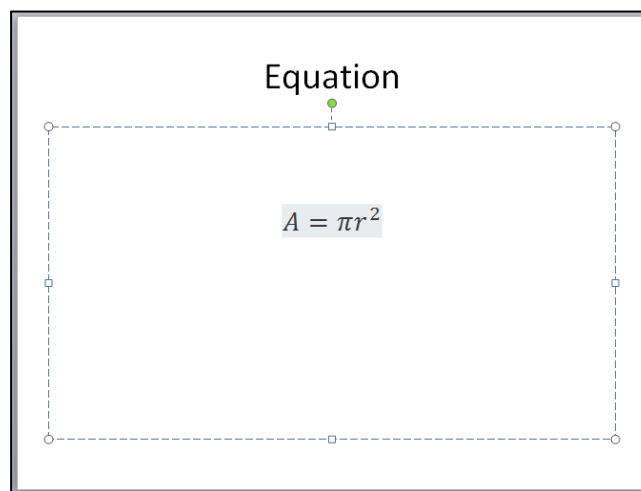 Equation
𝐴 = 𝜋𝑟²